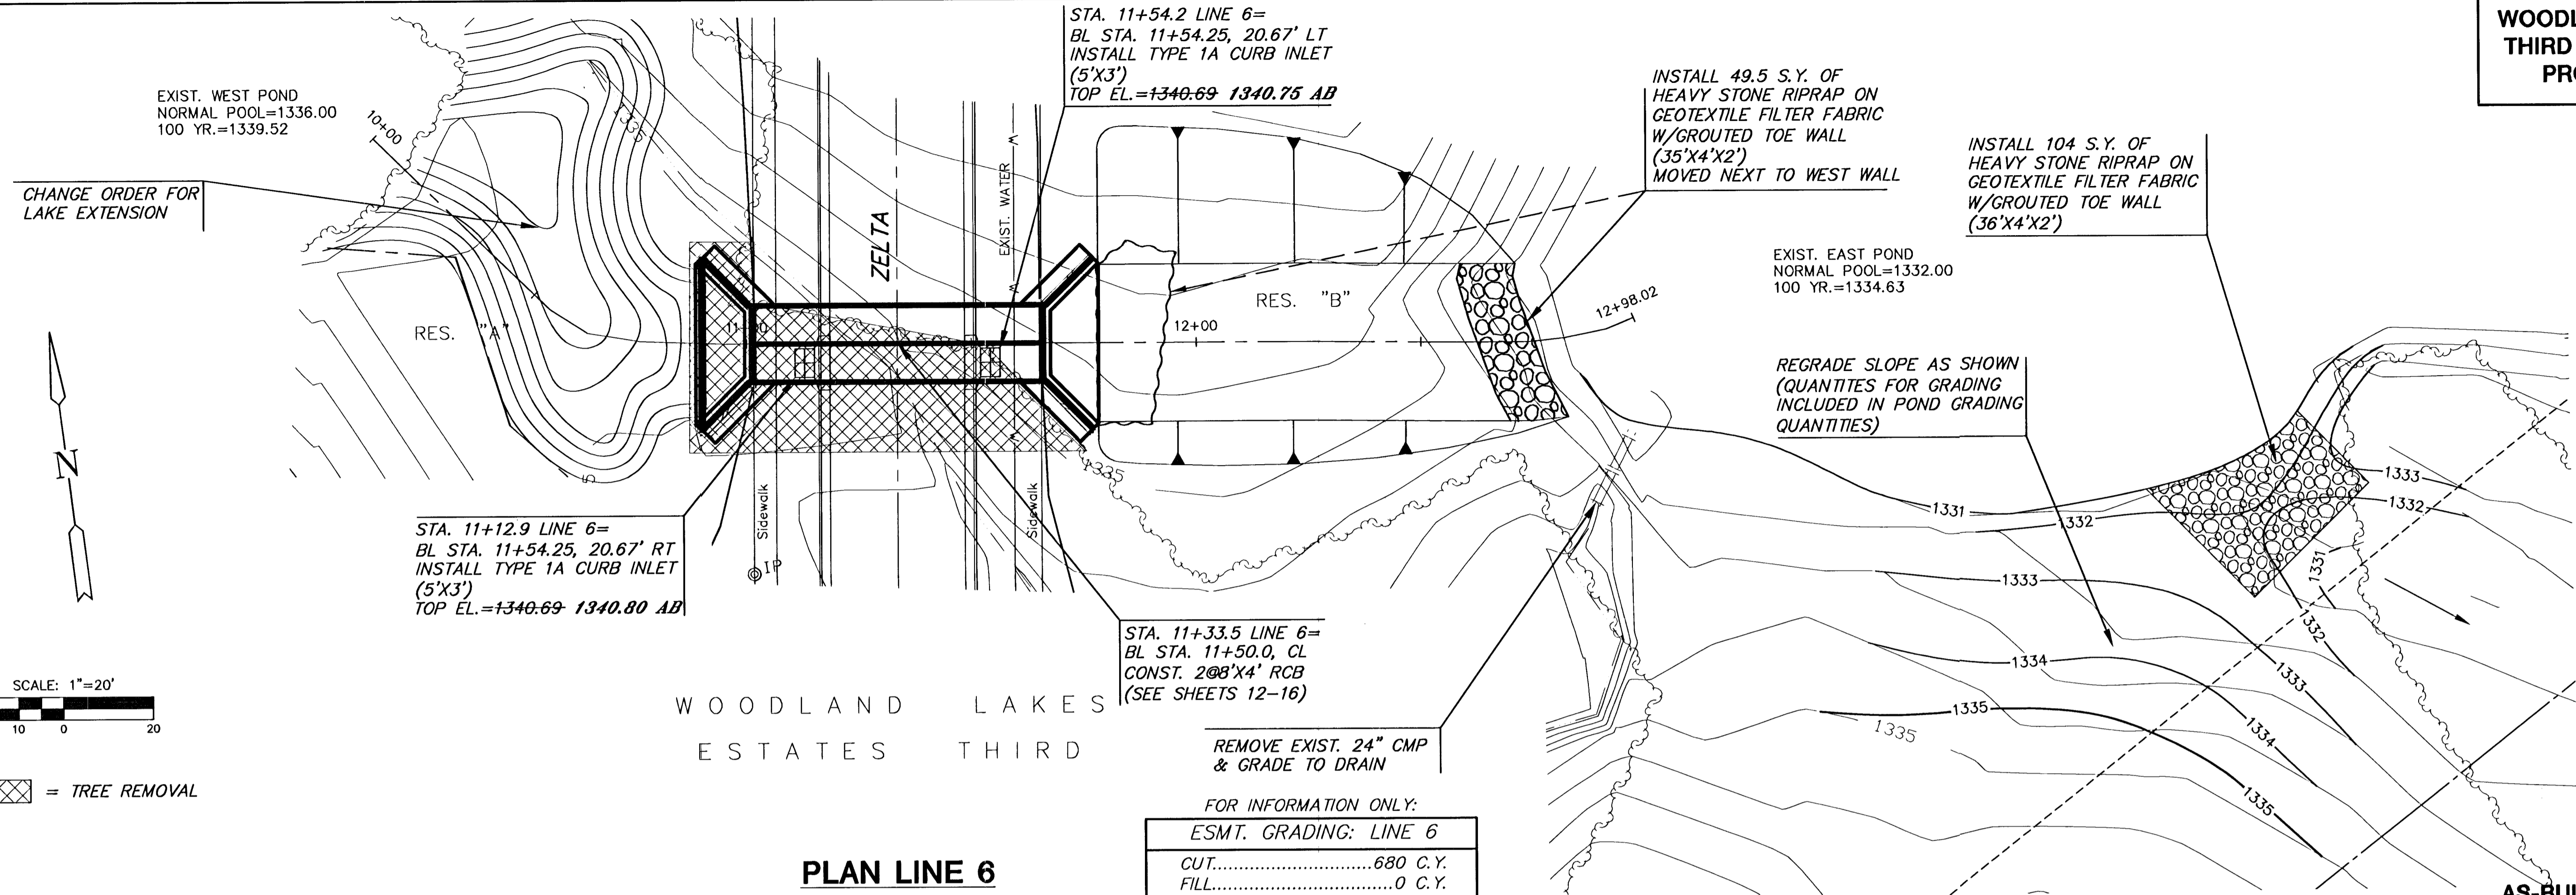 WOODL
THIRD
PRO
STA. 11+54.2 LINE 6=
BL STA. 11+54.25, 20.67' LT
INSTALL TYPE 1A CURB INLET
(5'X3')
TOP EL.=1340.69 1340.75 AB
EXIST. WEST POND
NORMAL POOL=1336.00
100 YR.=1339.52
10+00
1335
CHANGE ORDER FOR
LAKE EXTENSION
INSTALL 49.5 S.Y. OF
HEAVY STONE RIPRAP ON
GEOTEXTILE FILTER FABRIC
W/GROUTED TOE WALL
(35'X4'X2')
MOVED NEXT TO WEST WALL
INSTALL 104 S.Y. OF
HEAVY STONE RIPRAP ON
GEOTEXTILE FILTER FABRIC
W/GROUTED TOE WALL
(36'X4'X2')
EXIST. EAST POND
NORMAL POOL=1332.00
100 YR.=1334.63
ZELTA
EXIST. WATER
W
W
W
RES. "A"
11+00
12+00
RES. "B"
12+98.02
REGRADE SLOPE AS SHOWN
(QUANTITES FOR GRADING
INCLUDED IN POND GRADING
QUANTITIES)
N
5
1335
Sidewalk
Sidewalk
IP
STA. 11+12.9 LINE 6=
BL STA. 11+54.25, 20.67' RT
INSTALL TYPE 1A CURB INLET
(5'X3')
TOP EL.=1340.69 1340.80 AB
STA. 11+33.5 LINE 6=
BL STA. 11+50.0, CL
CONST. 2@8'X4' RCB
(SEE SHEETS 12-16)
1331
1332
1333
1332
1331
1332
1333
1333
1334
1334
1335
1335
1335
SCALE: 1"=20'
10 0 20
= TREE REMOVAL
WOODLAND LAKES
ESTATES THIRD
REMOVE EXIST. 24" CMP
& GRADE TO DRAIN
FOR INFORMATION ONLY:
ESMT. GRADING: LINE 6
CUT............................680 C.Y.
FILL................................0 C.Y.
PLAN LINE 6
AS-BUI